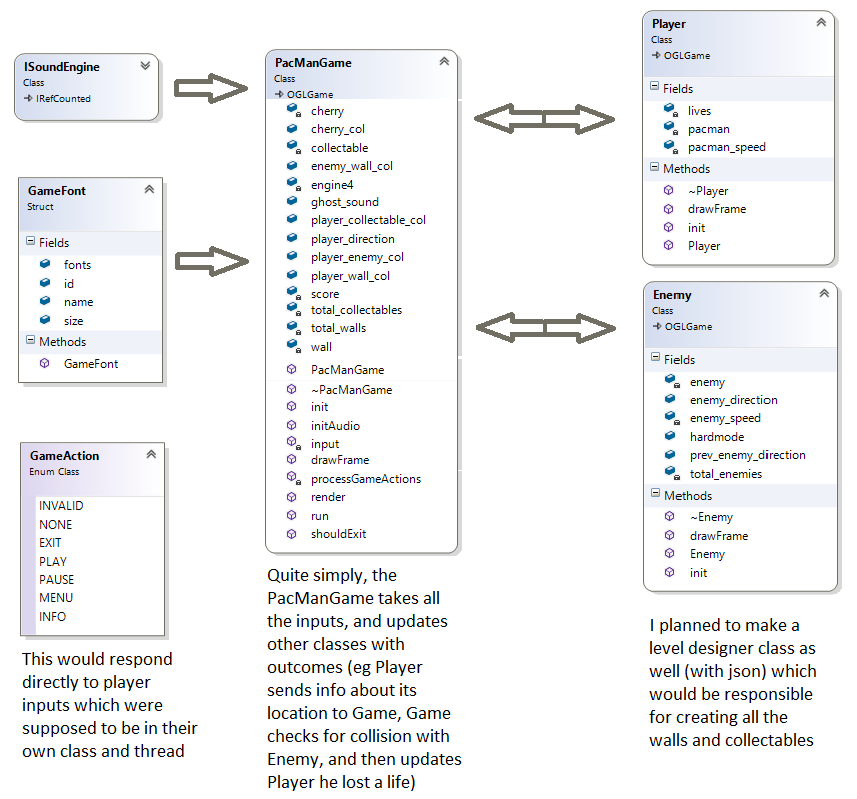 ISoundEngine
Class
IRefCounted
GameFont
Struct
Fields
fonts
id
name
size
Methods
GameFont
GameAction
Enum Class
INVALID
NONE
EXIT
PLAY
PAUSE
MENU
INFO
This would respond
directly to player
inputs which were
supposed to be in their
own class and thread
PacManGame
Class
OGLGame
cherry
cherry_col
collectable
enemy_wall_col
engine4
ghost_sound
player_collectable_col
player_direction
player_enemy_col
player_wall_col
score
total_collectables
total_walls
wall
PacManGame
~PacManGame
init
initAudio
input
drawFrame
processGameActions
render
run
shouldExit
Quite simply, the
PacManGame takes all
the inputs, and updates
other classes with
outcomes (eg Player
sends info about its
location to Game, Game
checks for collision with
Enemy, and then updates
Player he lost a life)
Player
Class
OGLGame
Fields
lives
pacman
pacman_speed
Methods
~Player
drawFrame
init
Player
Enemy
Class
OGLGame
Fields
enemy
enemy_direction
enemy_speed
hardmode
prev_enemy_direction
total_enemies
Methods
~Enemy
drawFrame
Enemy
init
I planned to make a
level designer class as
well (with json) which
would be responsible
for creating all the
walls and collectables